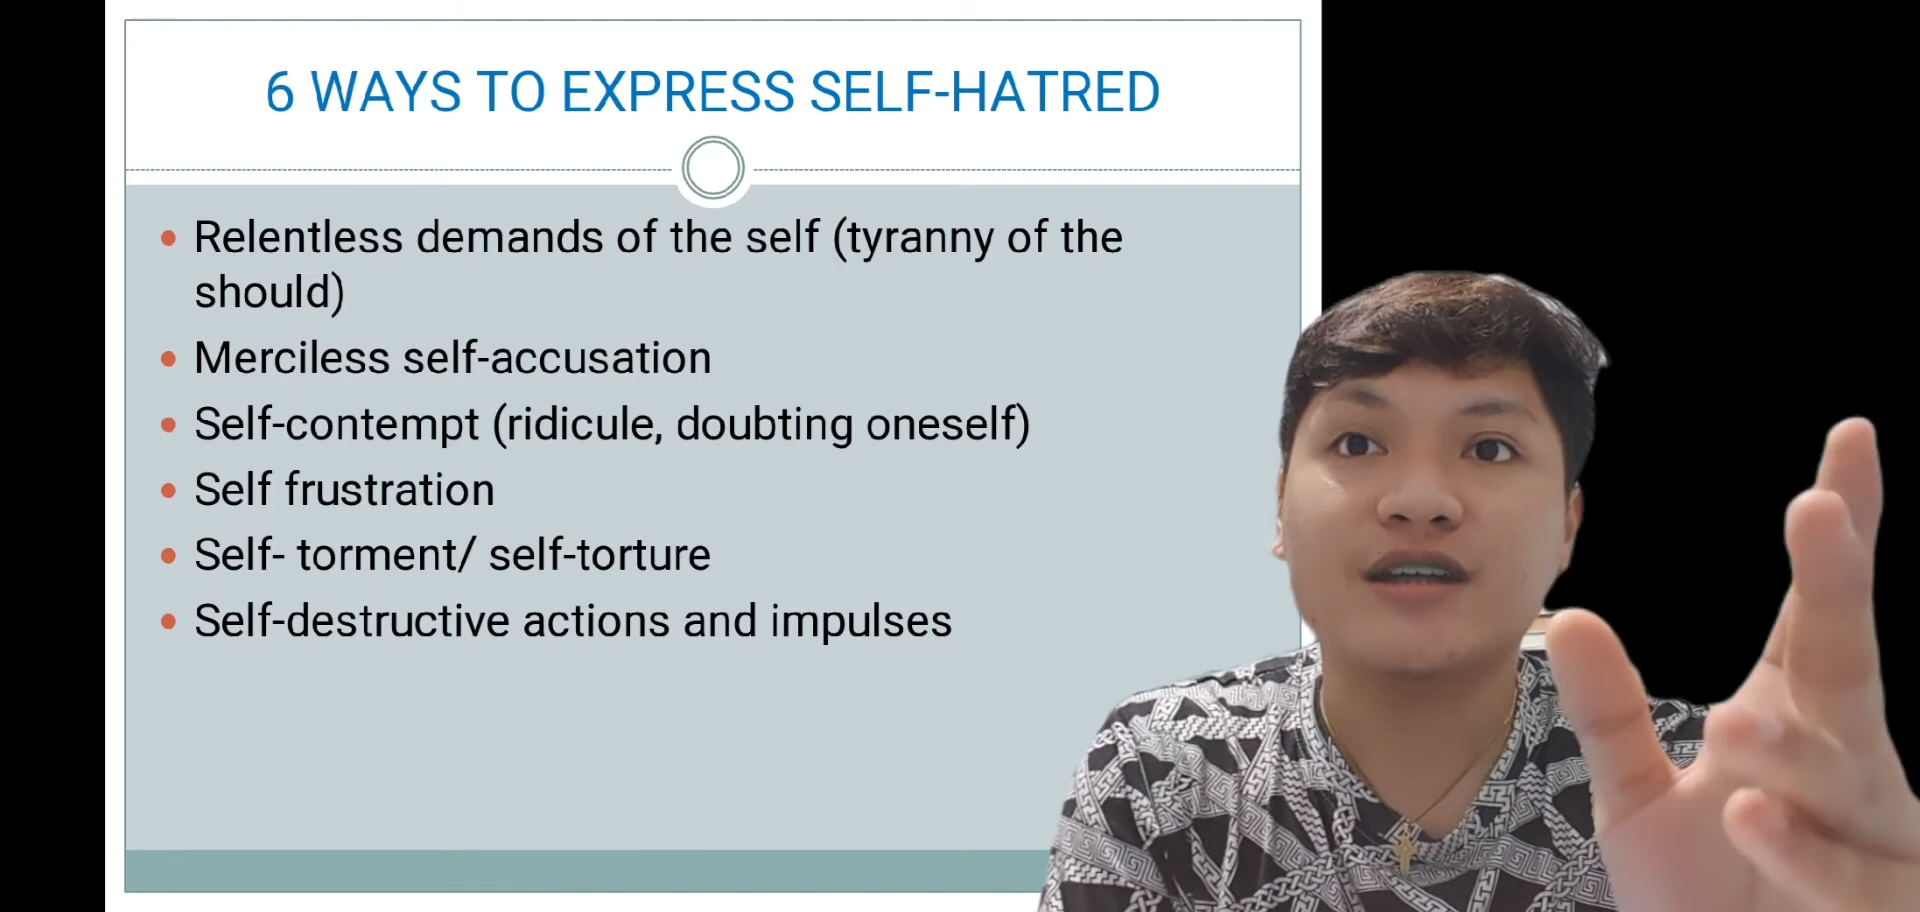 6 WAYS TO EXPRESS SELF-HATRED
• Relentless demands of the self (tyranny of the
should)
• Merciless self-accusation
• Self-contempt (ridicule, doubting oneself)
• Self frustration
• Self- torment/ self-torture
• Self-destructive actions and impulses